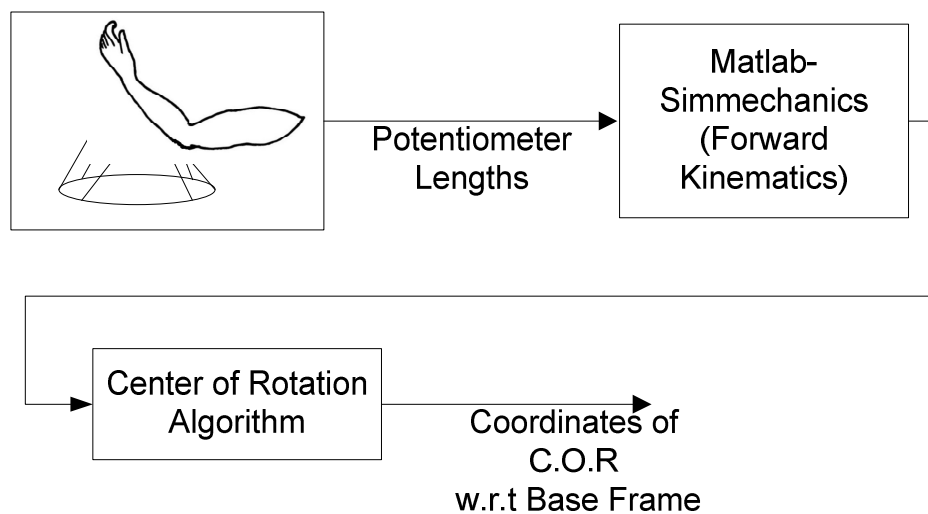 Potentiometer
Lengths
Matlab-
Simmechanics
(Forward
Kinematics)
Center of Rotation
Algorithm
Coordinates of
C.O.R
w.r.t Base Frame